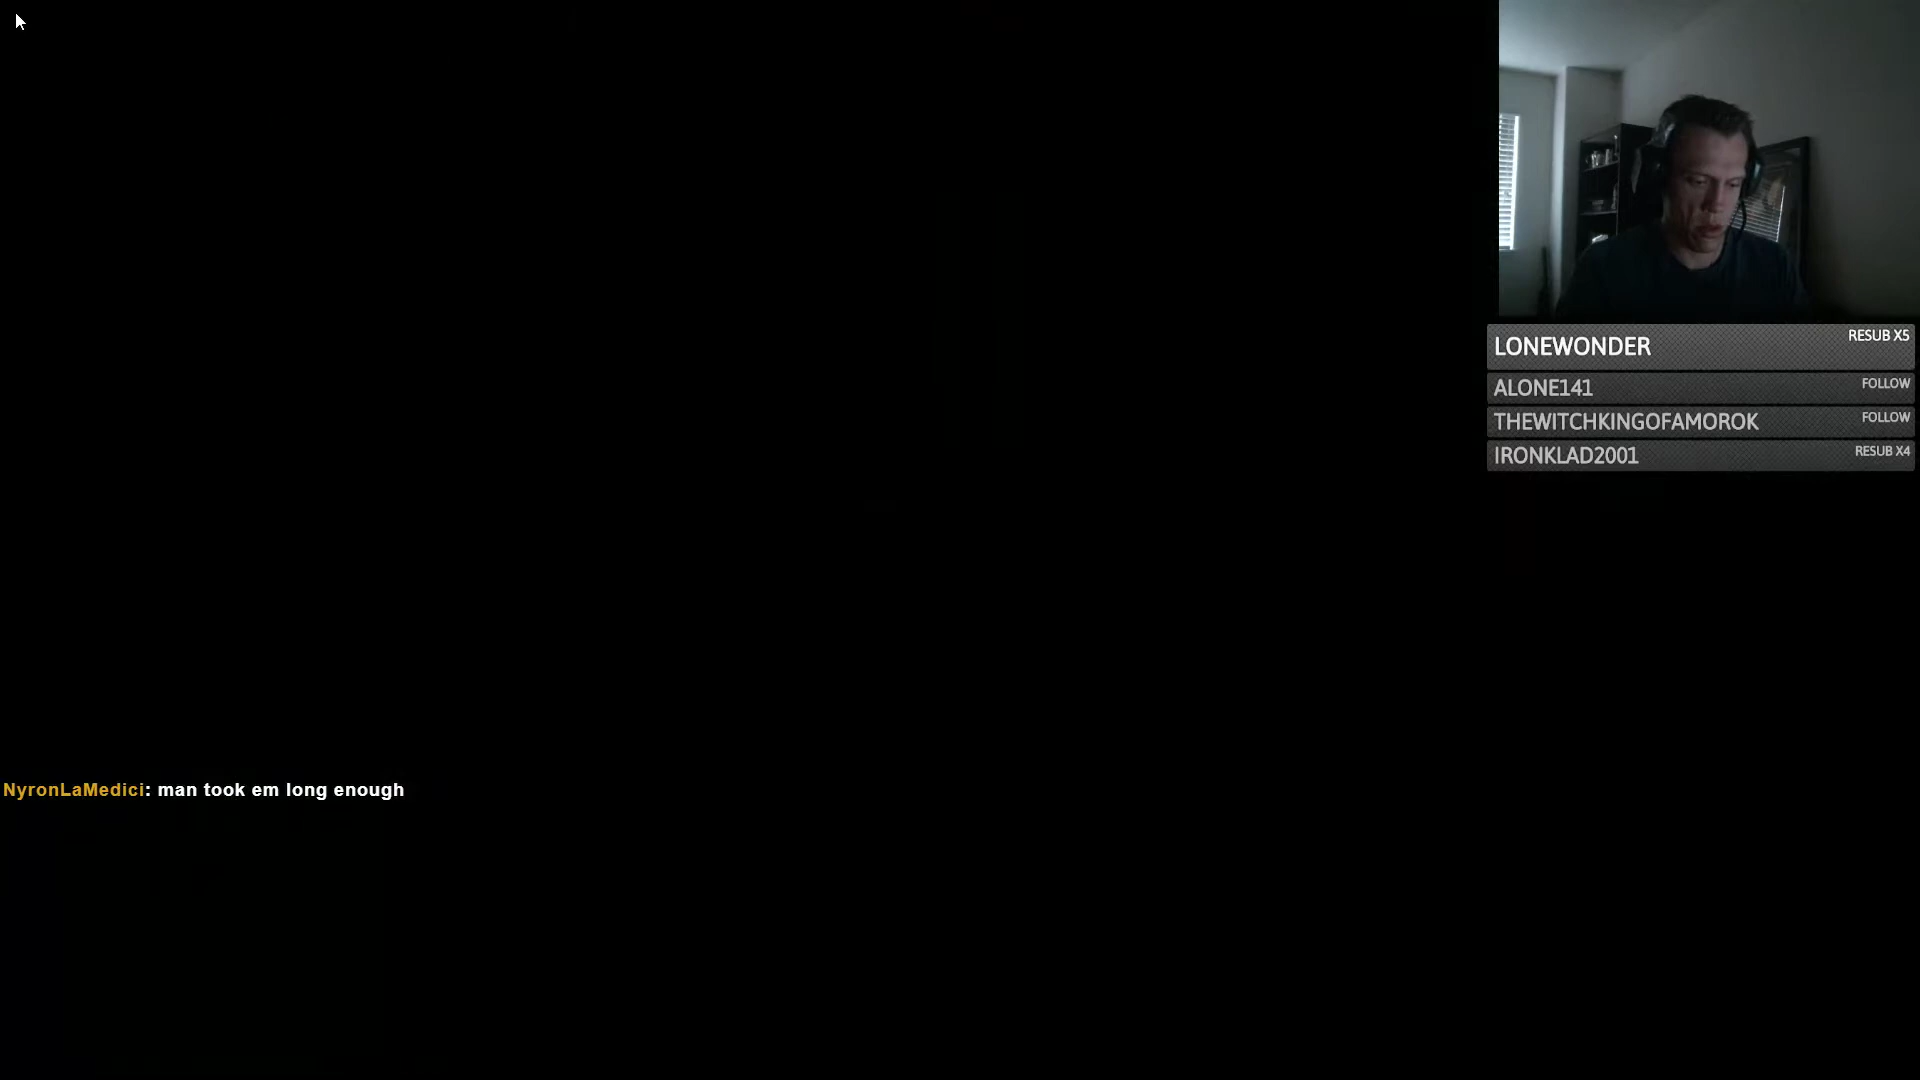 LONEWONDER RESUB X5
ALONE141 FOLLOW
THEWITCHKINGOFAMOROK FOLLOW
IRONKLAD2001 RESUB X4
NyronLaMedici: man took em long enough